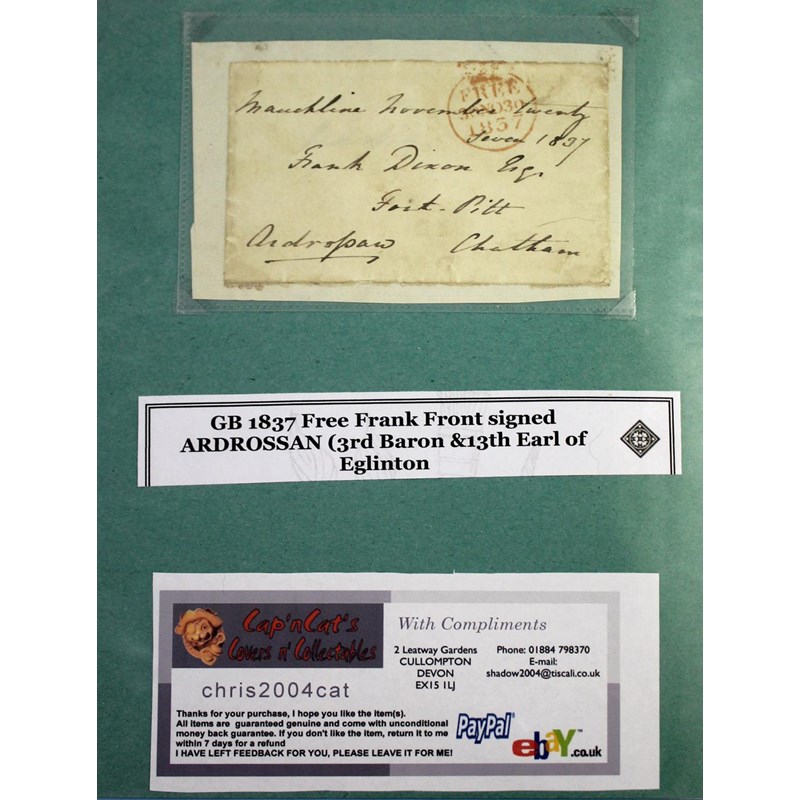 FREE
30NO30
1837
Mauchline November twenty
Seven 1837
Frank Dixon Esqr
Fort-Pitt
Ardrossan Chatham
GB 1837 Free Frank Front signed
ARDROSSAN (3rd Baron &13th Earl of
Eglinton
Cap'n Cat's
Covers n' Collectables
chris2004cat
With Compliments
2 Leatway Gardens
CULLOMPTON
DEVON
EX15 1LJ
Phone: 01884 798370
E-mail:
shadow2004@tiscali.co.uk
Thanks for your purchase, I hope you like the item(s).
All items are guaranteed genuine and come with unconditional
money back guarantee. If you don't like the item, return it to me
within 7 days for a refund
I HAVE LEFT FEEDBACK FOR YOU, PLEASE LEAVE IT FOR ME!
PayPal
ebaY.co.uk